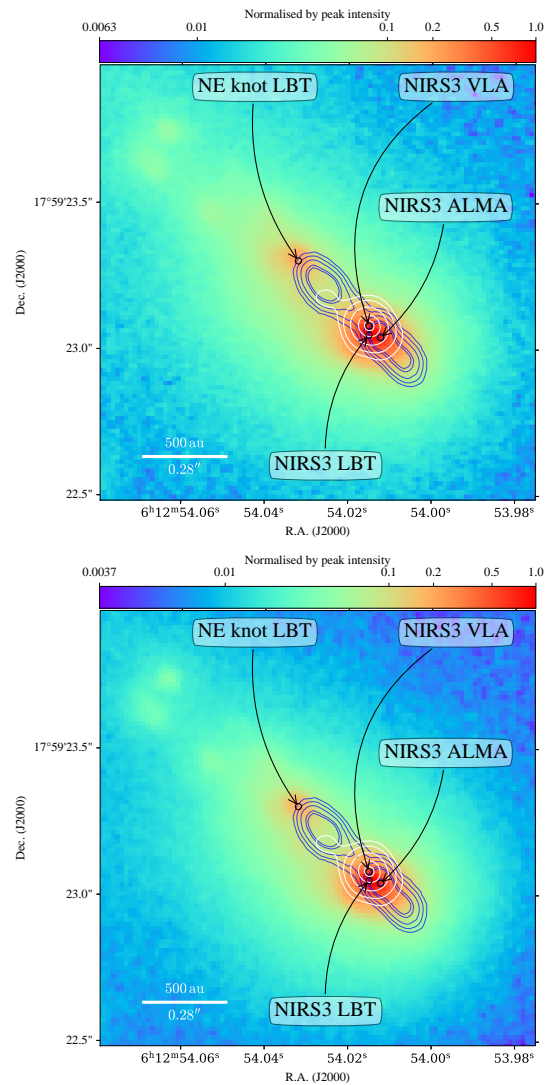 Normalised by peak intensity
0.0063 0.01 0.1 0.2 0.5 1.0
NE knot LBT NIRS3 VLA
17°59'23.5"
NIRS3 ALMA
Dec. (J2000)
23.0"
500 au
0.28″
NIRS3 LBT
22.5"
6ʰ12ᵐ54.06ˢ 54.04ˢ 54.02ˢ 54.00ˢ 53.98ˢ
R.A. (J2000)
Normalised by peak intensity
0.0037 0.01 0.1 0.2 0.5 1.0
NE knot LBT NIRS3 VLA
17°59'23.5"
NIRS3 ALMA
Dec. (J2000)
23.0"
500 au
0.28″
NIRS3 LBT
22.5"
6ʰ12ᵐ54.06ˢ 54.04ˢ 54.02ˢ 54.00ˢ 53.98ˢ
R.A. (J2000)